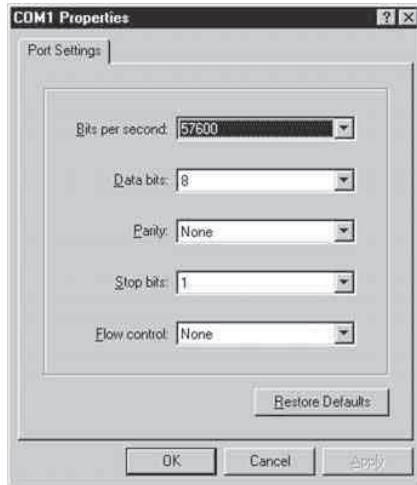 COM1 Properties
Port Settings
Bits per second: 57600
Data bits: 8
Parity: None
Stop bits: 1
Flow control: None
Restore Defaults
OK Cancel Apply